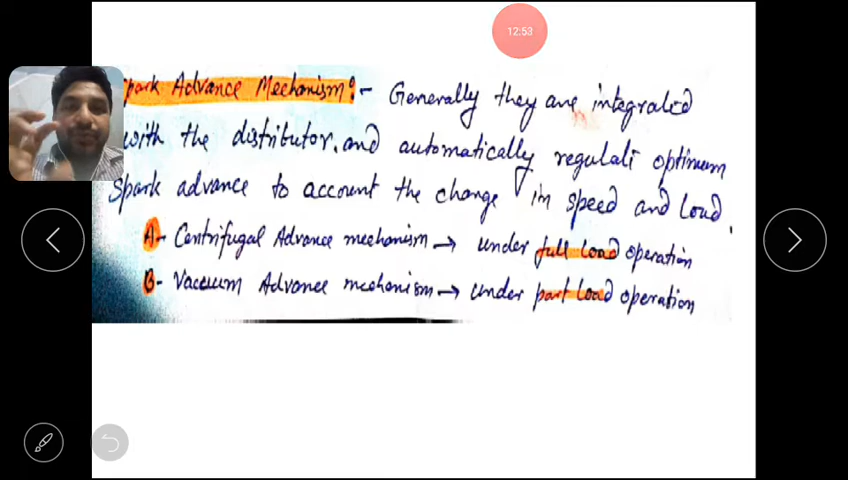 12:53
park Advance Mechanism:- Generally they are integrated
with the distributor, and automatically regulati optimum
Spark advance to account the change in speed and Load.
A- Centrifugal Advance mechanism → under full load operation
B- Vacuum Advance mechanism → under part load operation